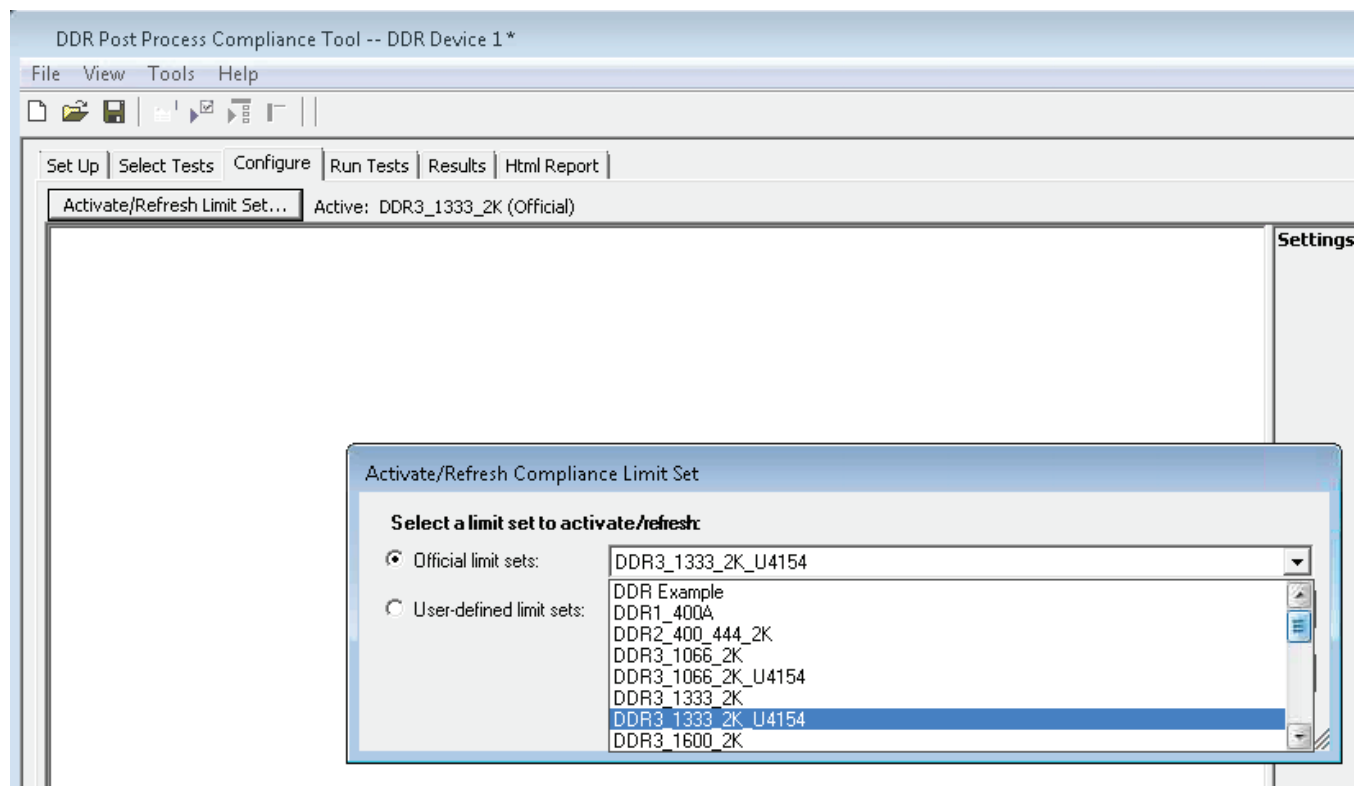 DDR Post Process Compliance Tool -- DDR Device 1*
File View Tools Help
Set Up Select Tests Configure Run Tests Results Html Report
Activate/Refresh Limit Set... Active: DDR3_1333_2K (Official)
Settings
Activate/Refresh Compliance Limit Set
Select a limit set to activate/refresh:
Official limit sets: DDR3_1333_2K_U4154
User-defined limit sets:
DDR Example
DDR1_400A
DDR2_400_444_2K
DDR3_1066_2K
DDR3_1066_2K_U4154
DDR3_1333_2K
DDR3_1333_2K_U4154
DDR3_1600_2K